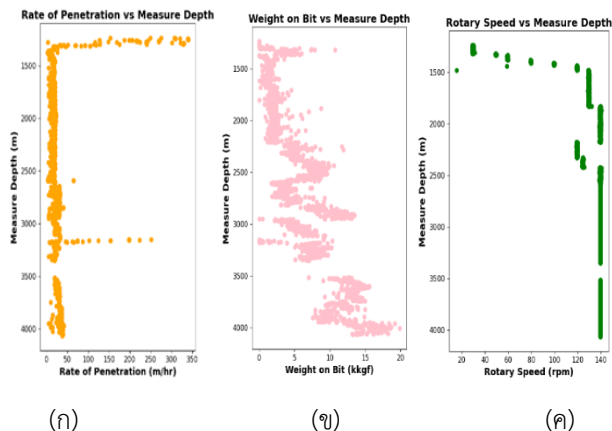 Rate of Penetration vs Measure Depth
Measure Depth (m)
1500
2000
2500
3000
3500
4000
0 50 100 150 200 250 300 350
Rate of Penetration (m/hr)
(ก)
Weight on Bit vs Measure Depth
Measure Depth (m)
1500
2000
2500
3000
3500
4000
0 5 10 15 20
Weight on Bit (kkgf)
(ข)
Rotary Speed vs Measure Depth
Measure Depth (m)
1500
2000
2500
3000
3500
4000
20 40 60 80 100 120 140
Rotary Speed (rpm)
(ค)